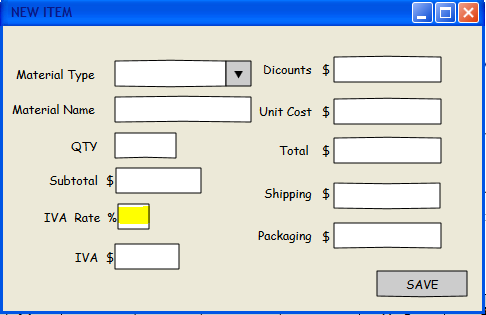 NEW ITEM
Material Type
Material Name
QTY
Subtotal $
IVA Rate %
IVA $
Dicounts $
Unit Cost $
Total $
Shipping $
Packaging $
SAVE